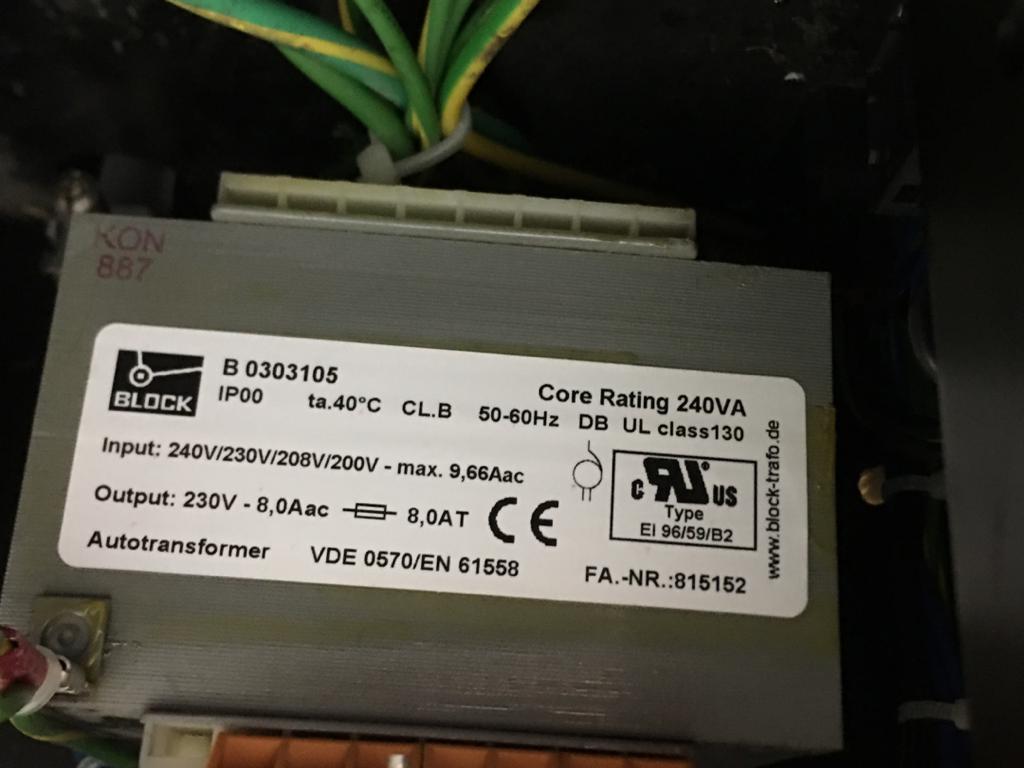 KON
887
BLOCK
B 0303105
Core Rating 240VA
IP00 ta.40°C CL.B 50-60Hz DB UL class130
Input: 240V/230V/208V/200V - max. 9,66Aac
Output: 230V - 8,0Aac 8,0AT CE
Autotransformer VDE 0570/EN 61558
c RU US
Type
EI 96/59/B2
FA.-NR.:815152
www.block-trafo.de